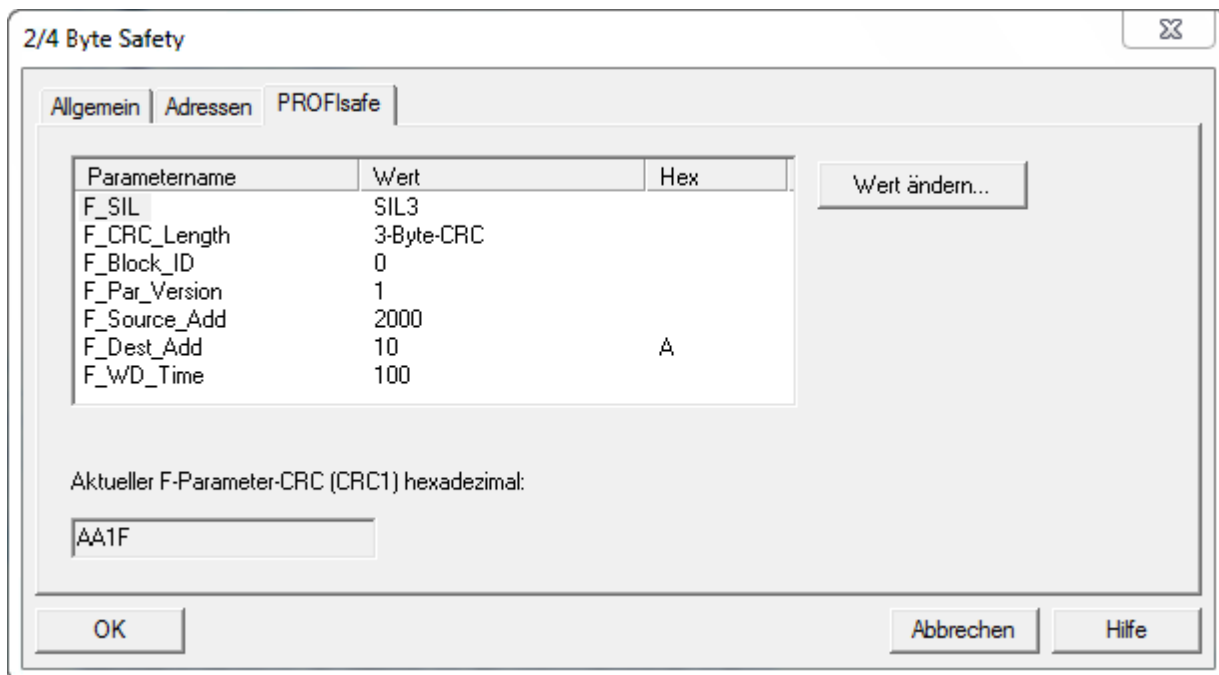 2/4 Byte Safety
Allgemein Adressen PROFIsafe
Parametername Wert Hex
F_SIL SIL3
F_CRC_Length 3-Byte-CRC
F_Block_ID 0
F_Par_Version 1
F_Source_Add 2000
F_Dest_Add 10 A
F_WD_Time 100
Wert ändern...
Aktueller F-Parameter-CRC (CRC1) hexadezimal:
AA1F
OK Abbrechen Hilfe